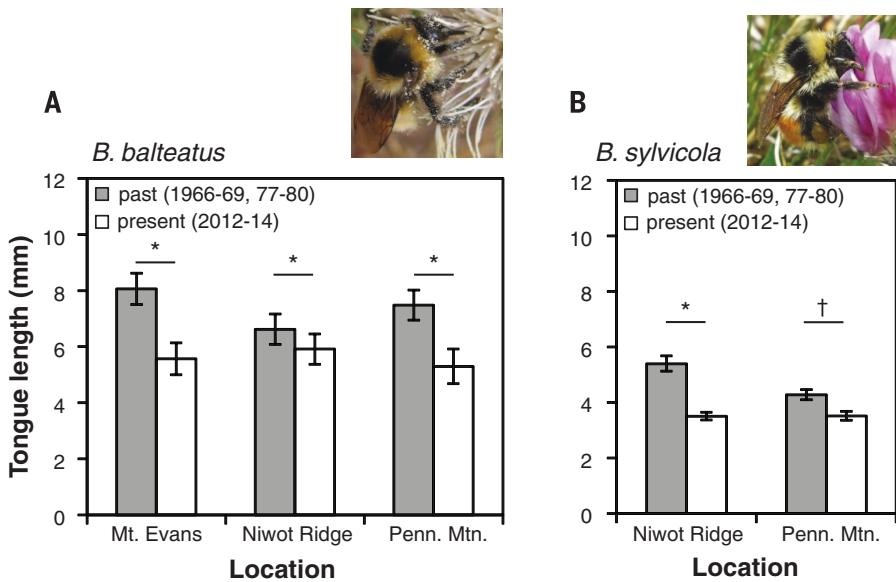 A
B. balteatus
12
10
8
6
4
2
0
Tongue length (mm)
past (1966-69, 77-80)
present (2012-14)
*
*
*
Mt. Evans
Niwot Ridge
Penn. Mtn.
Location
B
B. sylvicola
12
10
8
6
4
2
0
past (1966-69, 77-80)
present (2012-14)
*
†
Niwot Ridge
Penn. Mtn.
Location